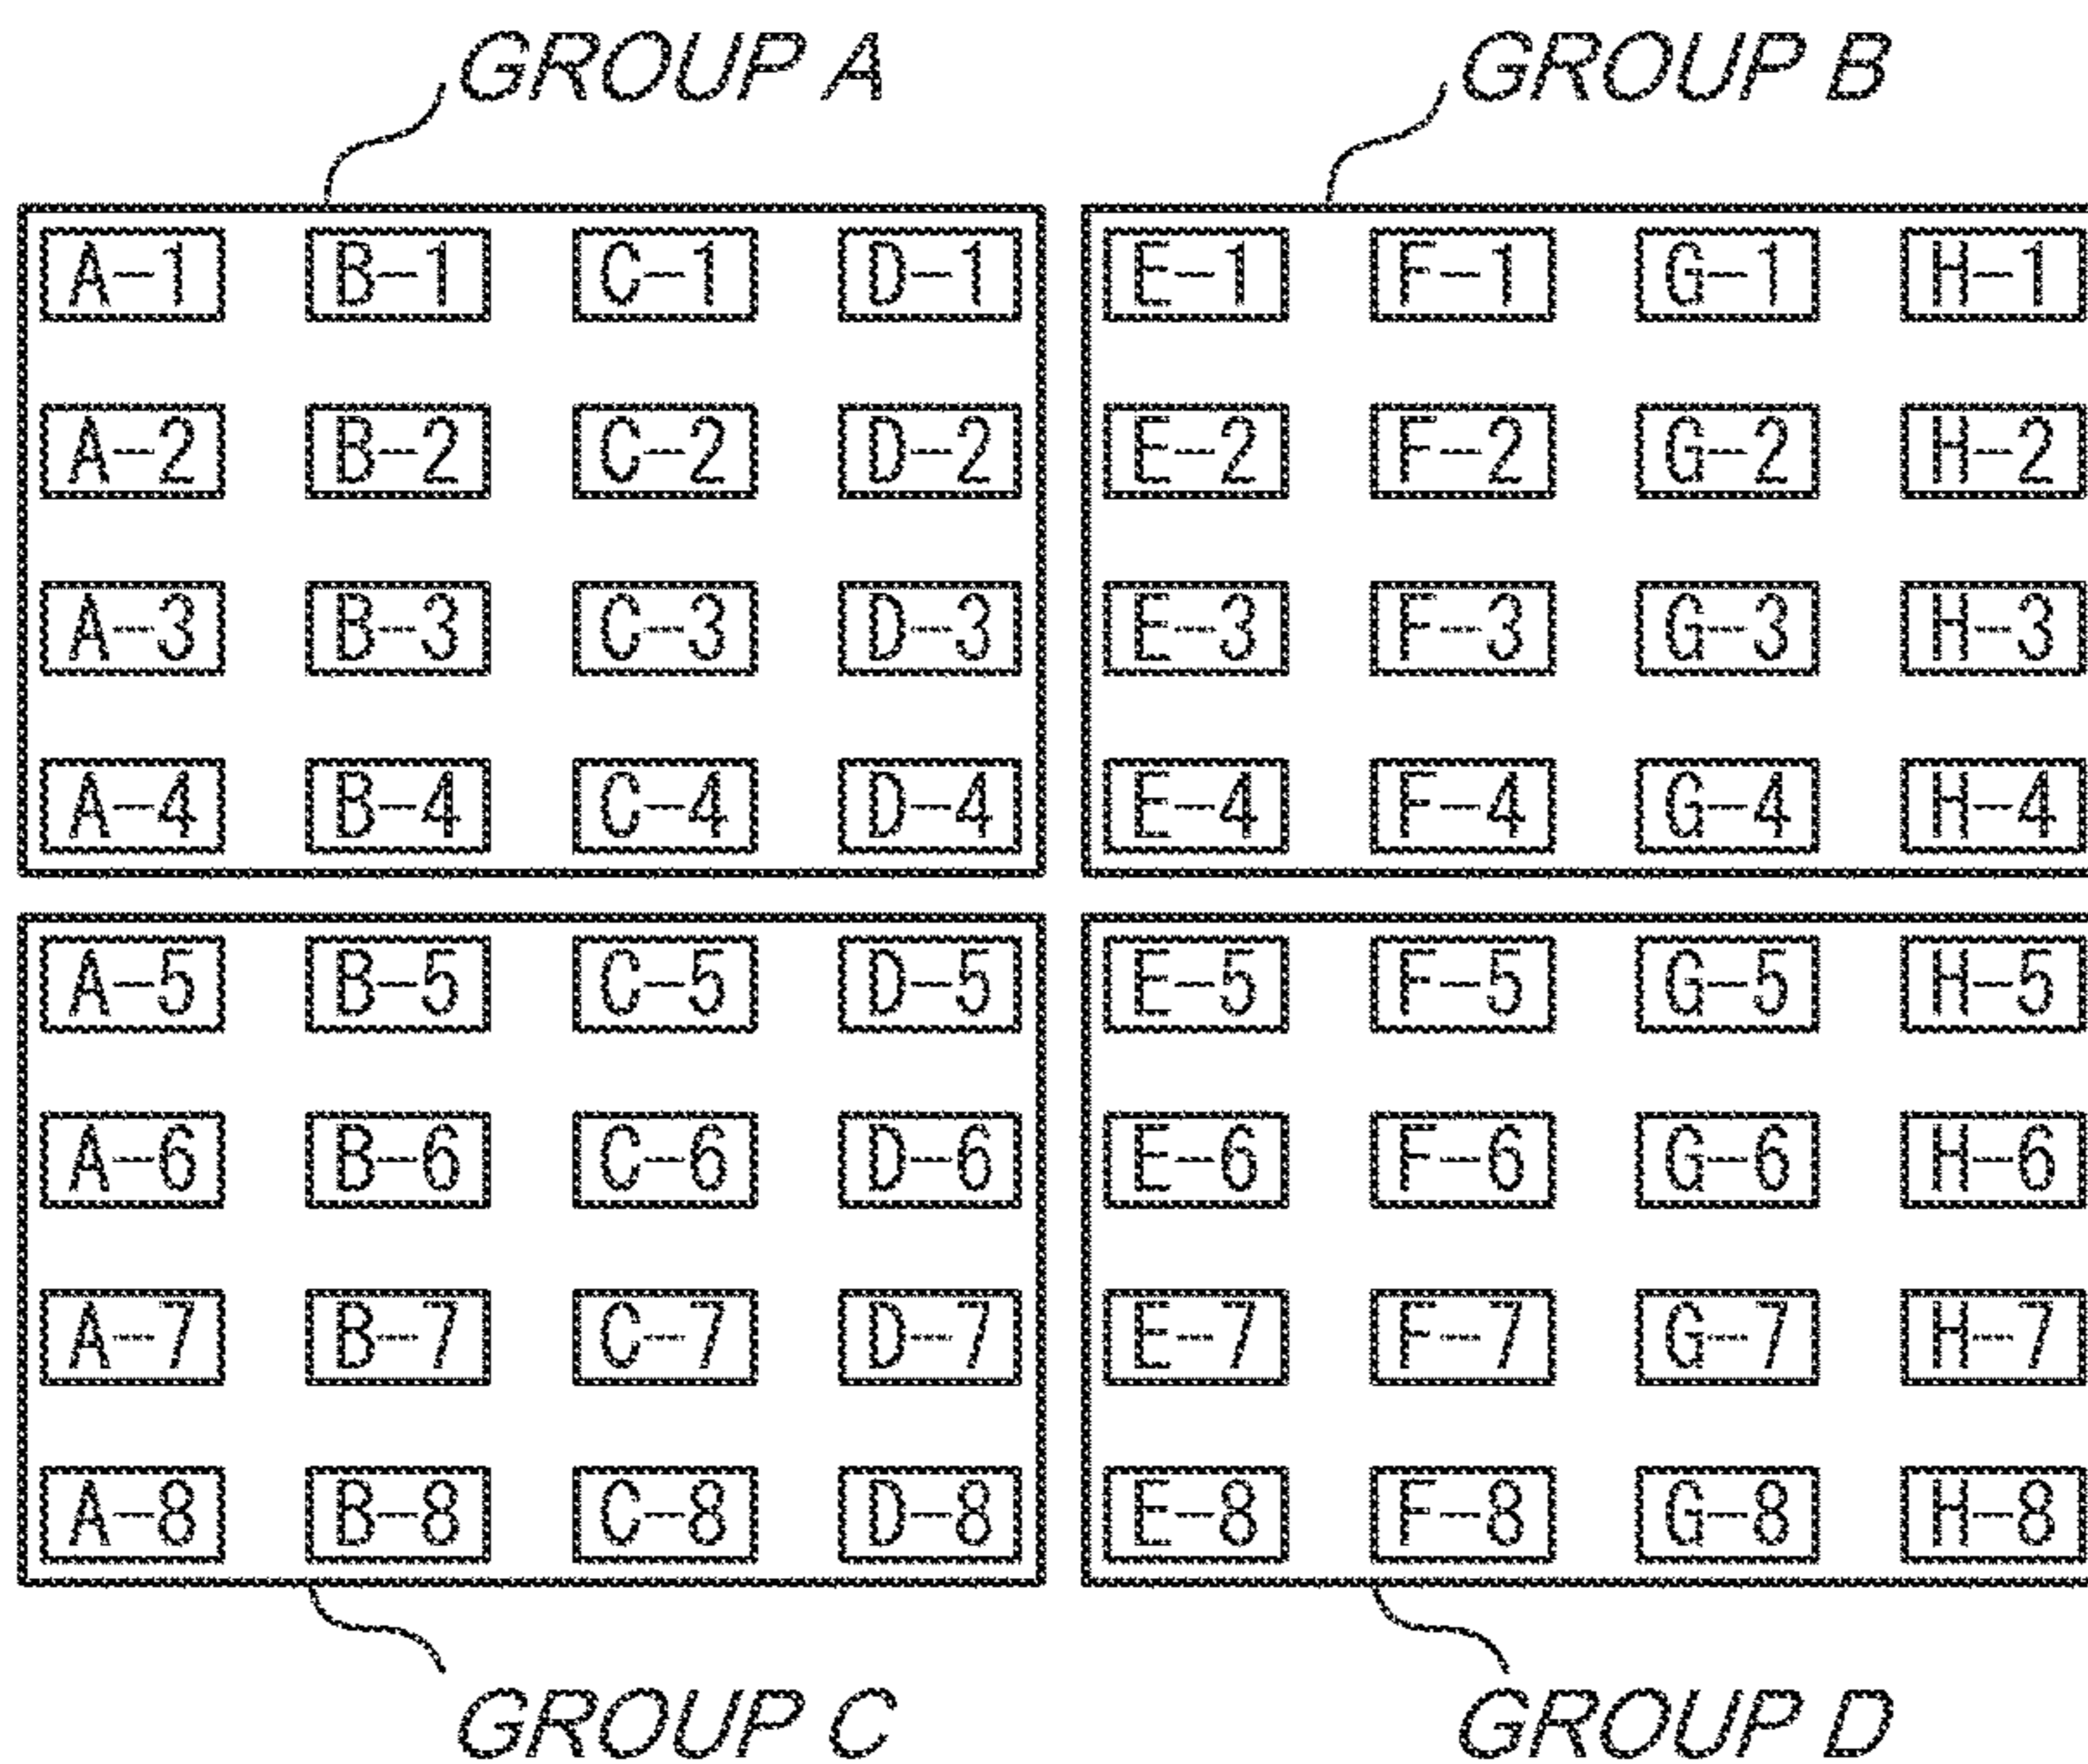 GROUP A GROUP B
A-1 B-1 C-1 D-1 E-1 F-1 G-1 H-1
A-2 B-2 C-2 D-2 E-2 F-2 G-2 H-2
A-3 B-3 C-3 D-3 E-3 F-3 G-3 H-3
A-4 B-4 C-4 D-4 E-4 F-4 G-4 H-4
A-5 B-5 C-5 D-5 E-5 F-5 G-5 H-5
A-6 B-6 C-6 D-6 E-6 F-6 G-6 H-6
A-7 B-7 C-7 D-7 E-7 F-7 G-7 H-7
A-8 B-8 C-8 D-8 E-8 F-8 G-8 H-8
GROUP C GROUP D